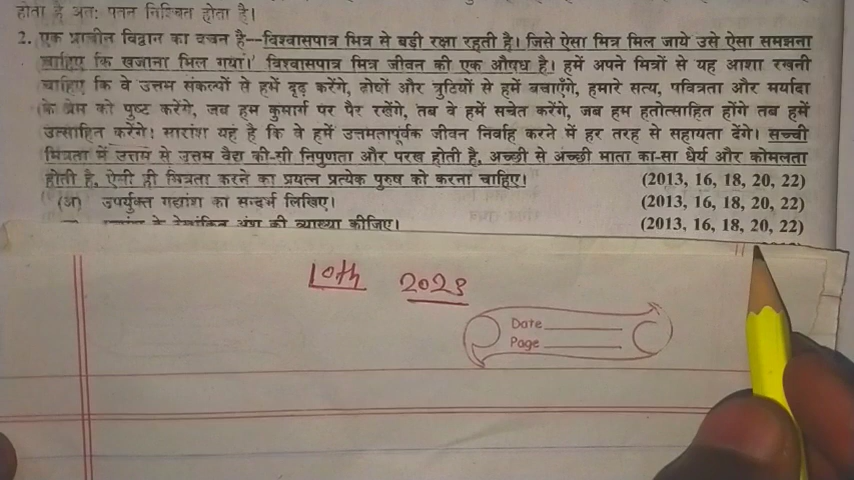 होता है अतः पतन निश्चित होता है।
2. एक प्राचीन विद्वान का वचन है—विश्वासपात्र मित्र से बड़ी रक्षा रहती है। जिसे ऐसा मित्र मिल जाये उसे ऐसा समझना
चाहिए कि खजाना मिल गया।' विश्वासपात्र मित्र जीवन की एक औषध है। हमें अपने मित्रों से यह आशा रखनी
चाहिए कि वे उत्तम संकल्पों से हमें दृढ़ करेंगे, दोषों और त्रुटियों से हमें बचाएँगे, हमारे सत्य, पवित्रता और मर्यादा
के प्रेम को पुष्ट करेंगे, जब हम कुमार्ग पर पैर रखेंगे, तब वे हमें सचेत करेंगे, जब हम हतोत्साहित होंगे तब हमें
उत्साहित करेंगे। सारांश यह है कि वे हमें उत्तमतापूर्वक जीवन निर्वाह करने में हर तरह से सहायता देंगे। सच्ची
मित्रता में उत्तम से उत्तम वैद्य की-सी निपुणता और परख होती है, अच्छी से अच्छी माता का-सा धैर्य और कोमलता
होती है, ऐसी ही मित्रता करने का प्रयत्न प्रत्येक पुरुष को करना चाहिए। (2013, 16, 18, 20, 22)
(अ) उपर्युक्त गद्यांश का सन्दर्भ लिखिए। (2013, 16, 18, 20, 22)
रेखांकित अंश की व्याख्या कीजिए। (2013, 16, 18, 20, 22)
10th 2023
Date
Page